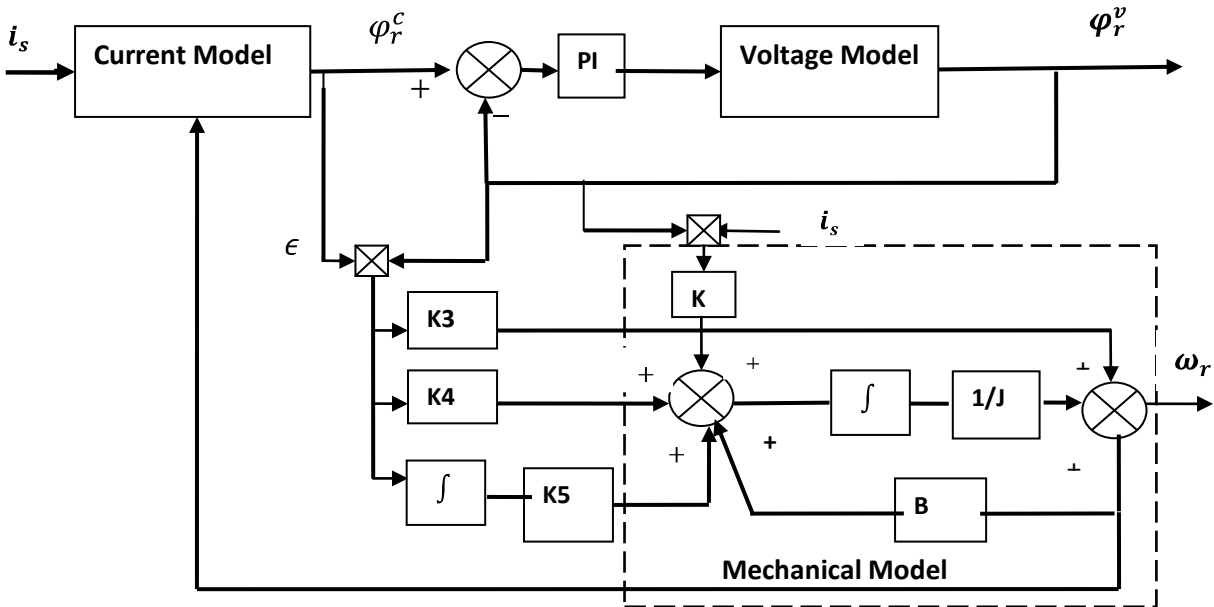 i_s
Current Model
φ_r^c
PI
Voltage Model
φ_r^v
+
−
ϵ
i_s
K
K3
+
+
+
ω_r
K4
∫
1/J
+
+
+
∫
K5
B
Mechanical Model